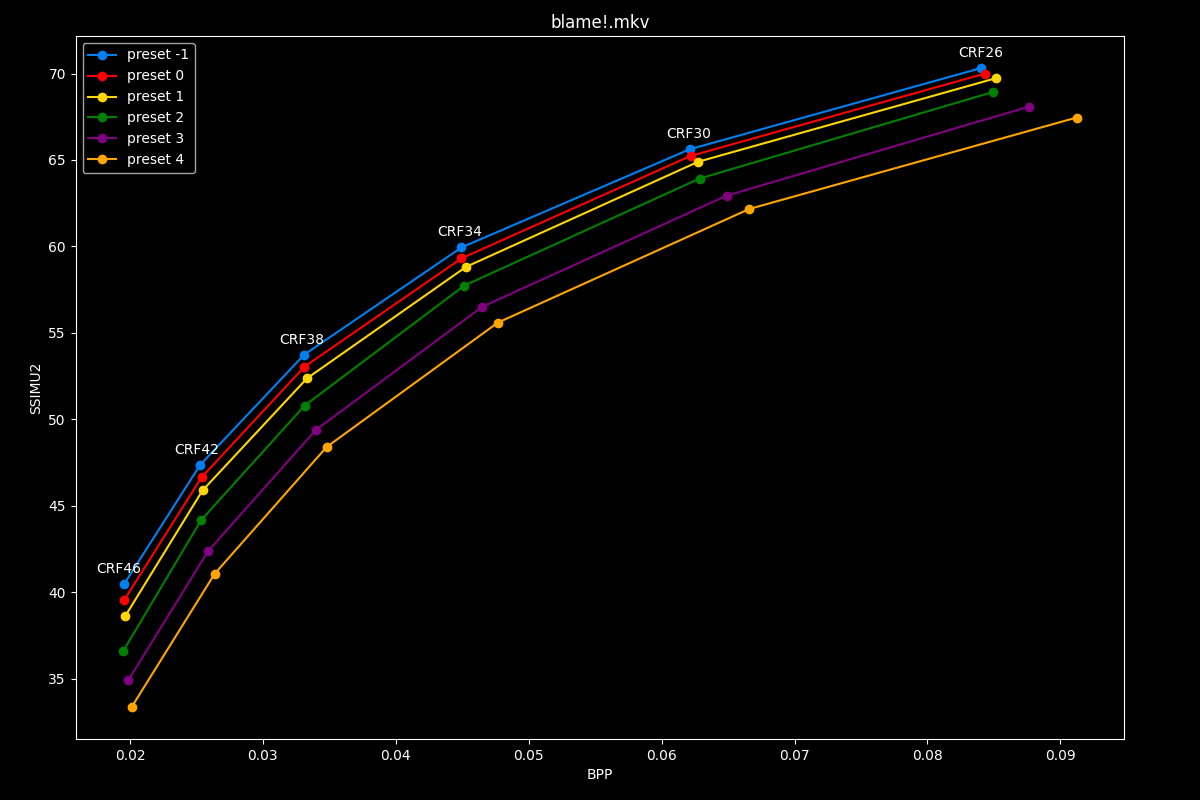 blame!.mkv
preset -1
preset 0
preset 1
preset 2
preset 3
preset 4
CRF26
CRF30
CRF34
CRF38
CRF42
CRF46
SSIMU2
70
65
60
55
50
45
40
35
0.02 0.03 0.04 0.05 0.06 0.07 0.08 0.09
BPP